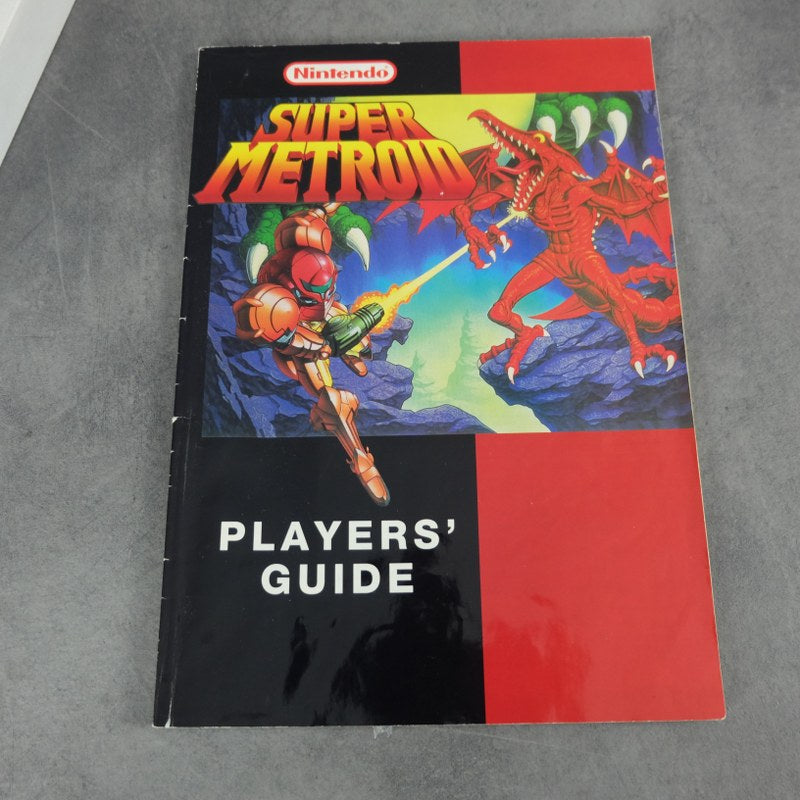 Nintendo
SUPER
METROID
PLAYERS'
GUIDE